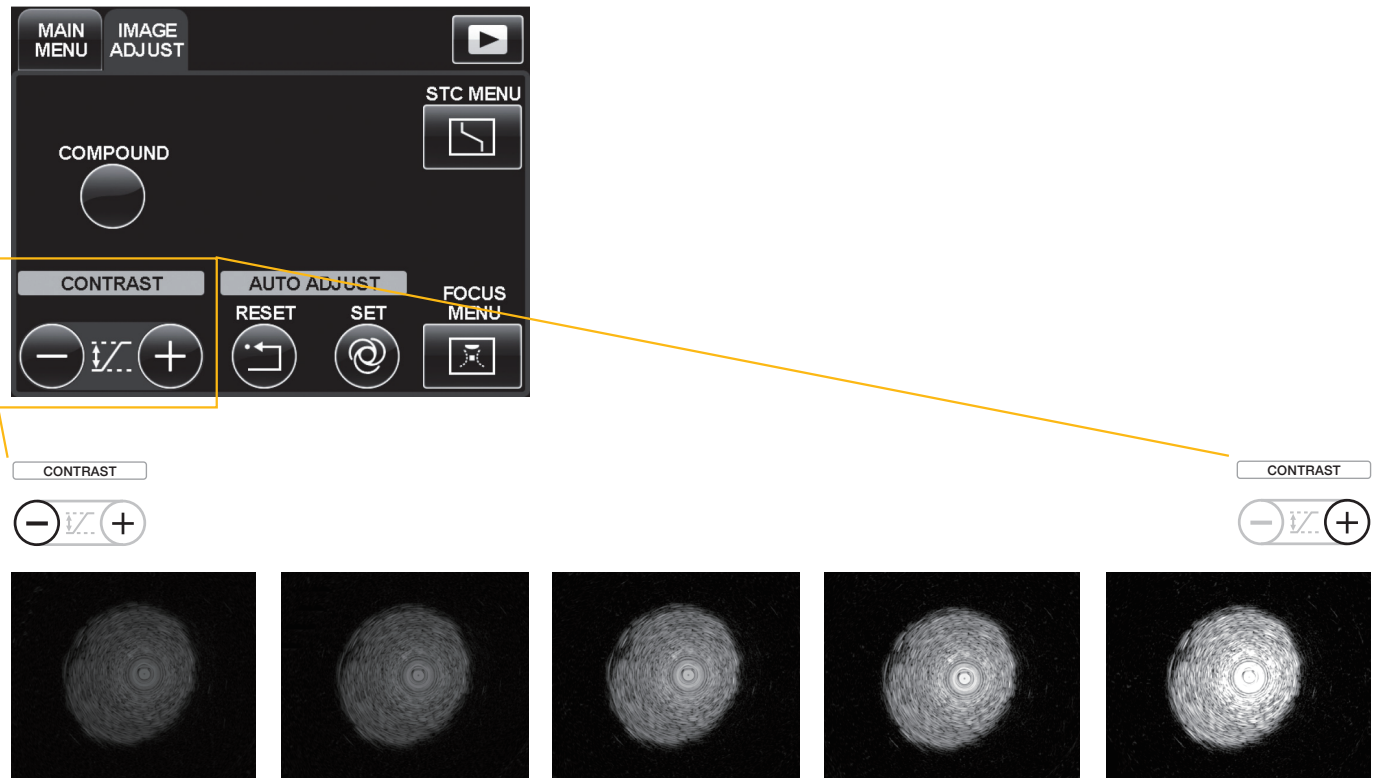 MAIN
MENU
IMAGE
ADJUST
STC MENU
COMPOUND
CONTRAST
AUTO ADJUST
RESET
SET
FOCUS
MENU
CONTRAST
CONTRAST